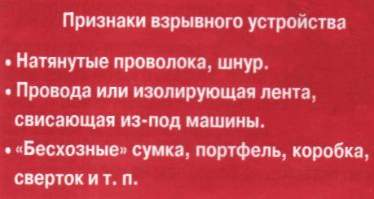 Признаки взрывного устройства
• Натянутые проволока, шнур.
• Провода или изолирующая лента,
свисающая из-под машины.
• «Бесхозные» сумка, портфель, коробка,
сверток и т. п.